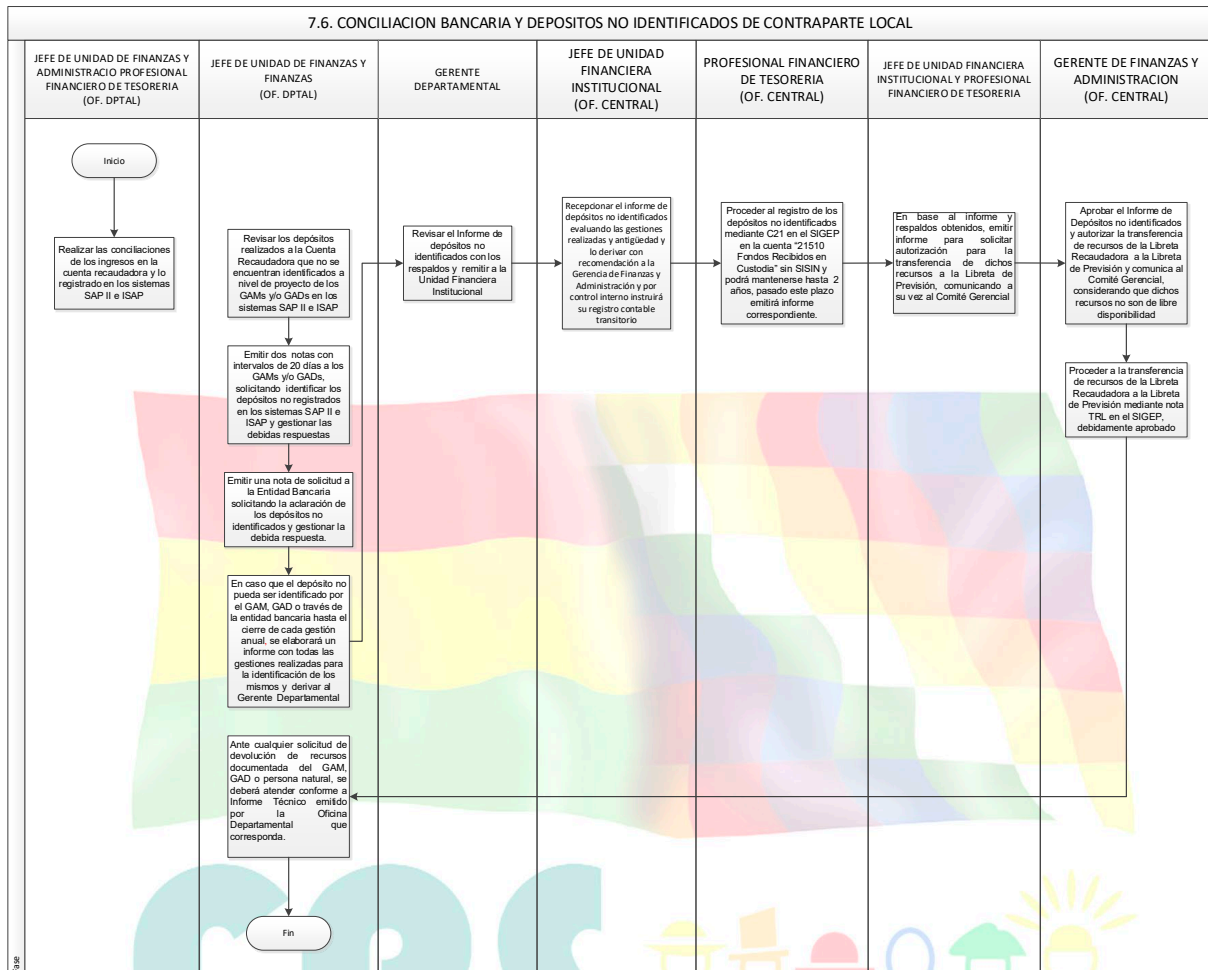 7.6. CONCILIACION BANCARIA Y DEPOSITOS NO IDENTIFICADOS DE CONTRAPARTE LOCAL
JEFE DE UNIDAD DE FINANZAS Y
ADMINISTRACIO PROFESIONAL
FINANCIERO DE TESORERIA
(OF. DPTAL)
JEFE DE UNIDAD DE FINANZAS Y
FINANZAS
(OF. DPTAL)
GERENTE
DEPARTAMENTAL
JEFE DE UNIDAD
FINANCIERA
INSTITUCIONAL
(OF. CENTRAL)
PROFESIONAL FINANCIERO
DE TESORERIA
(OF. CENTRAL)
JEFE DE UNIDAD FINANCIERA
INSTITUCIONAL Y PROFESIONAL
FINANCIERO DE TESORERIA
GERENTE DE FINANZAS Y
ADMINISTRACION
(OF. CENTRAL)
Inicio
Realizar las conciliaciones
de los ingresos en la
cuenta recaudadora y lo
registrado en los sistemas
SAP II e ISAP
Revisar los depósitos
realizados a la Cuenta
Recaudadora que no se
encuentran identificados a
nivel de proyecto de los
GAMs y/o GADs en los
sistemas SAP II e ISAP
Emitir dos notas con
intervalos de 20 días a los
GAMs y/o GADs,
solicitando identificar los
depósitos no registrados
en los sistemas SAP II e
ISAP y gestionar las
debidas respuestas
Emitir una nota de solicitud a
la Entidad Bancaria
solicitando la aclaración de
los depósitos no
identificados y gestionar la
debida respuesta.
En caso que el depósito no
pueda ser identificado por
el GAM, GAD o través de
la entidad bancaria hasta el
cierre de cada gestión
anual, se elaborará un
informe con todas las
gestiones realizadas para
la identificación de los
mismos y derivar al
Gerente Departamental
Revisar el Informe de
depósitos no
identificados con los
respaldos y remitir a la
Unidad Financiera
Institucional
Recepcionar el informe de
depósitos no identificados
evaluando las gestiones
realizadas y antigüedad y
lo derivar con
recomendación a la
Gerencia de Finanzas y
Administración y por
control interno instruirá
su registro contable
transitorio
Proceder al registro de los
depósitos no identificados
mediante C21 en el SIGEP
en la cuenta “21510
Fondos Recibidos en
Custodia” sin SISIN y
podrá mantenerse hasta 2
años, pasado este plazo
emitirá informe
correspondiente.
En base al informe y
respaldos obtenidos, emitir
informe para solicitar
autorización para la
transferencia de dichos
recursos a la Libreta de
Previsión, comunicando a
su vez al Comité Gerencial
Aprobar el Informe de
Depósitos no identificados
y autorizar la transferencia
de recursos de la Libreta
Recaudadora a la Libreta
de Previsión y comunica al
Comité Gerencial,
considerando que dichos
recursos no son de libre
disponibilidad
Proceder a la transferencia
de recursos de la Libreta
Recaudadora a la Libreta
de Previsión mediante nota
TRL en el SIGEP,
debidamente aprobado
Ante cualquier solicitud de
devolución de recursos
documentada del GAM,
GAD o persona natural, se
deberá atender conforme a
Informe Técnico emitido
por la Oficina
Departamental que
corresponda.
Fin